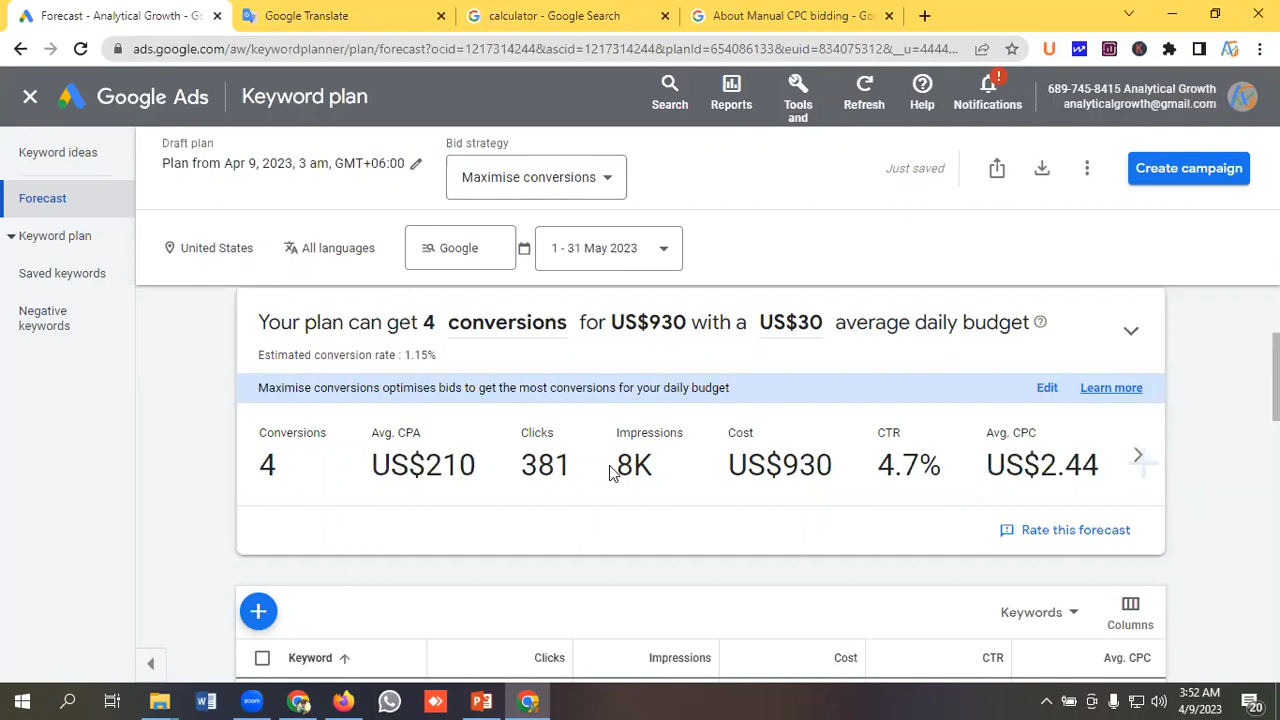 Forecast - Analytical Growth - G
Google Translate
calculator - Google Search
About Manual CPC bidding - Goo
ads.google.com/aw/keywordplanner/plan/forecast?ocid=1217314244&ascid=1217314244&planId=654086133&euid=834075312&__u=4444...
Google Ads
Keyword plan
Search
Reports
Tools and
Refresh
Help
Notifications
689-745-8415 Analytical Growth
analyticalgrowth@gmail.com
Keyword ideas
Forecast
Keyword plan
Saved keywords
Negative
keywords
Draft plan
Plan from Apr 9, 2023, 3 am, GMT+06:00
Bid strategy
Maximise conversions
Just saved
Create campaign
United States
All languages
Google
1 - 31 May 2023
Your plan can get 4 conversions for US$930 with a US$30 average daily budget
Estimated conversion rate : 1.15%
Maximise conversions optimises bids to get the most conversions for your daily budget
Edit
Learn more
Conversions Avg. CPA Clicks Impressions Cost CTR Avg. CPC
4 US$210 381 8K US$930 4.7% US$2.44
Rate this forecast
Keywords
Columns
Keyword Clicks Impressions Cost CTR Avg. CPC
3:52 AM
4/9/2023
20